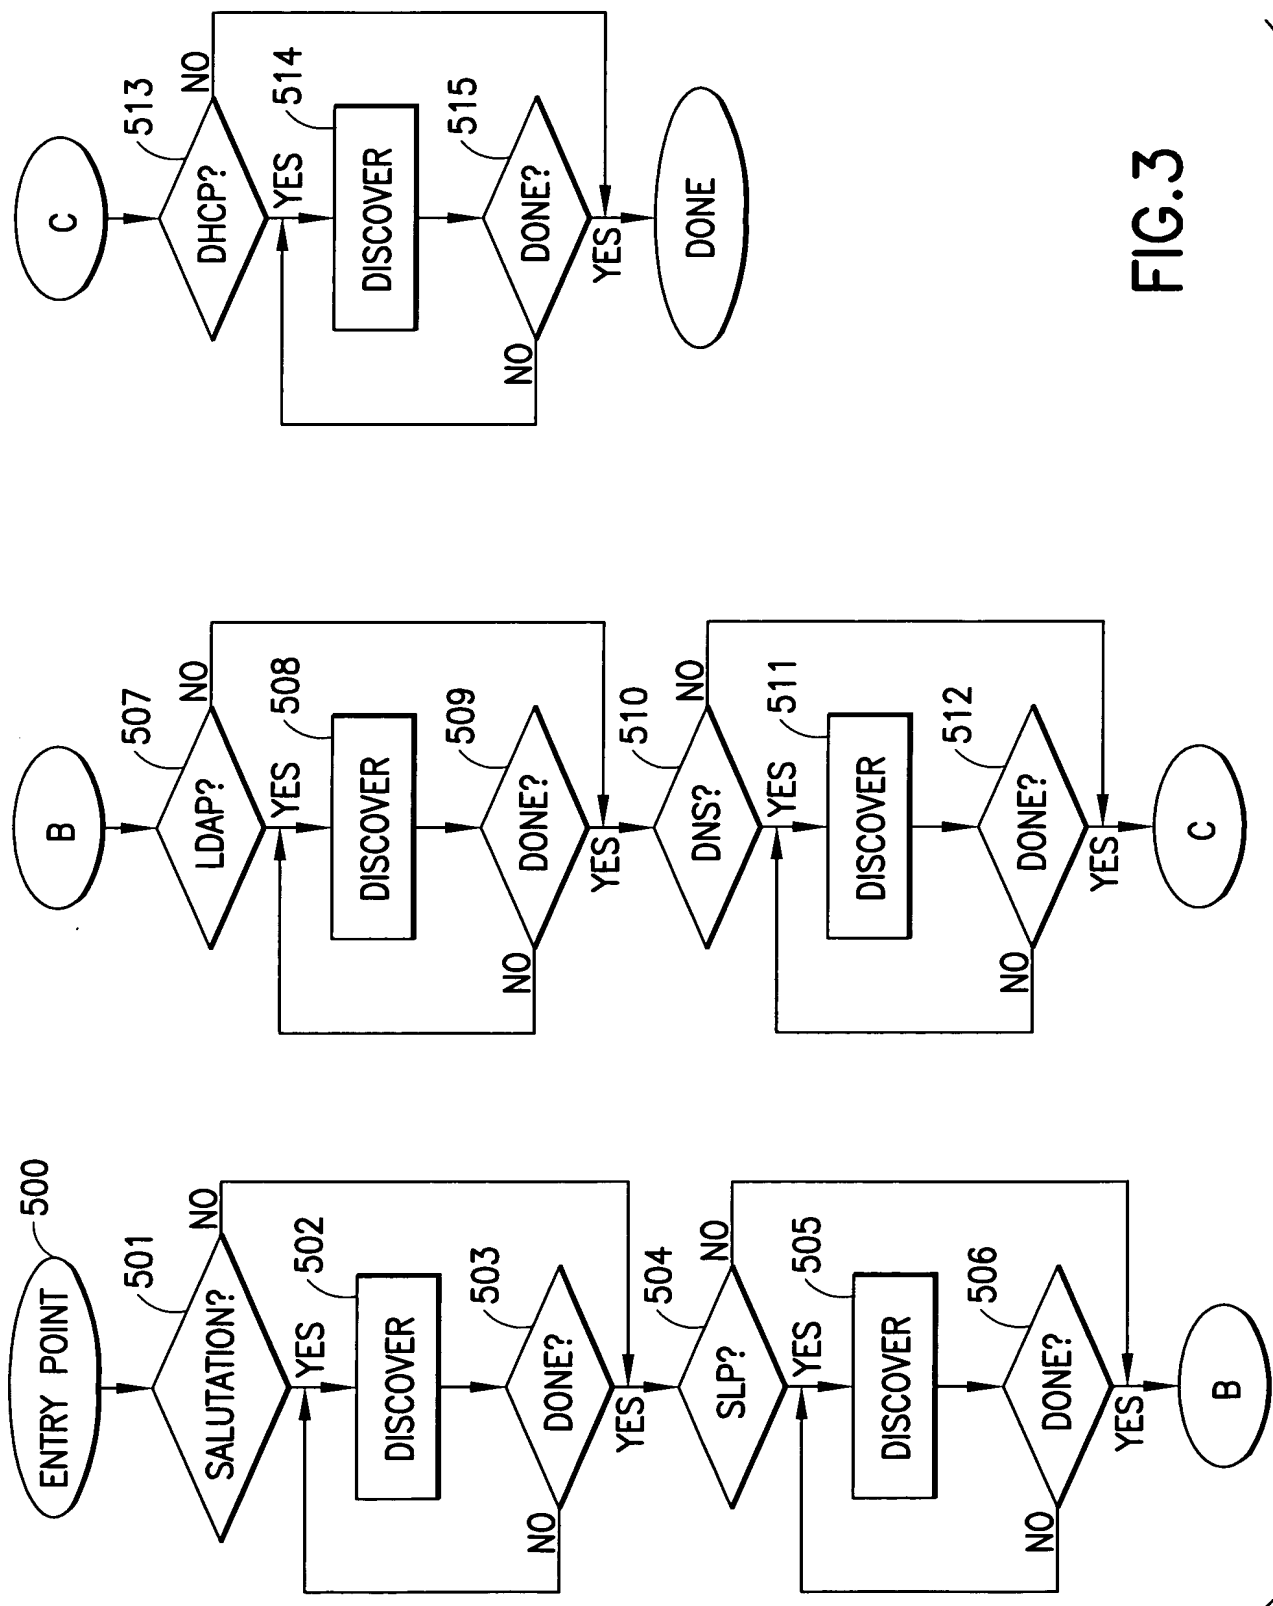 500
ENTRY POINT
501
SALUTATION?
NO
YES
502
DISCOVER
503
DONE?
NO
YES
504
SLP?
NO
YES
505
DISCOVER
506
DONE?
NO
YES
B
B
507
LDAP?
NO
YES
508
DISCOVER
509
DONE?
NO
YES
510
DNS?
NO
YES
511
DISCOVER
512
DONE?
NO
YES
C
C
513
DHCP?
NO
YES
514
DISCOVER
515
DONE?
NO
YES
DONE
FIG.3